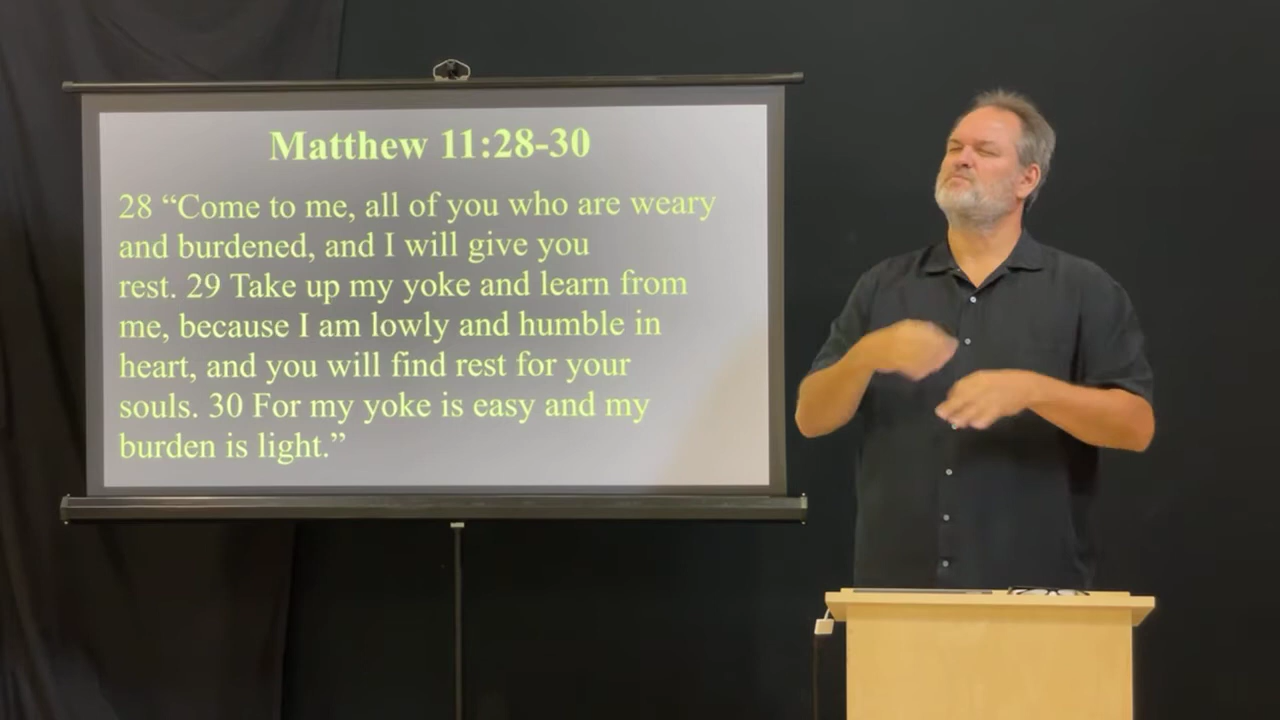 Matthew 11:28-30
28 “Come to me, all of you who are weary
and burdened, and I will give you
rest. 29 Take up my yoke and learn from
me, because I am lowly and humble in
heart, and you will find rest for your
souls. 30 For my yoke is easy and my
burden is light.”